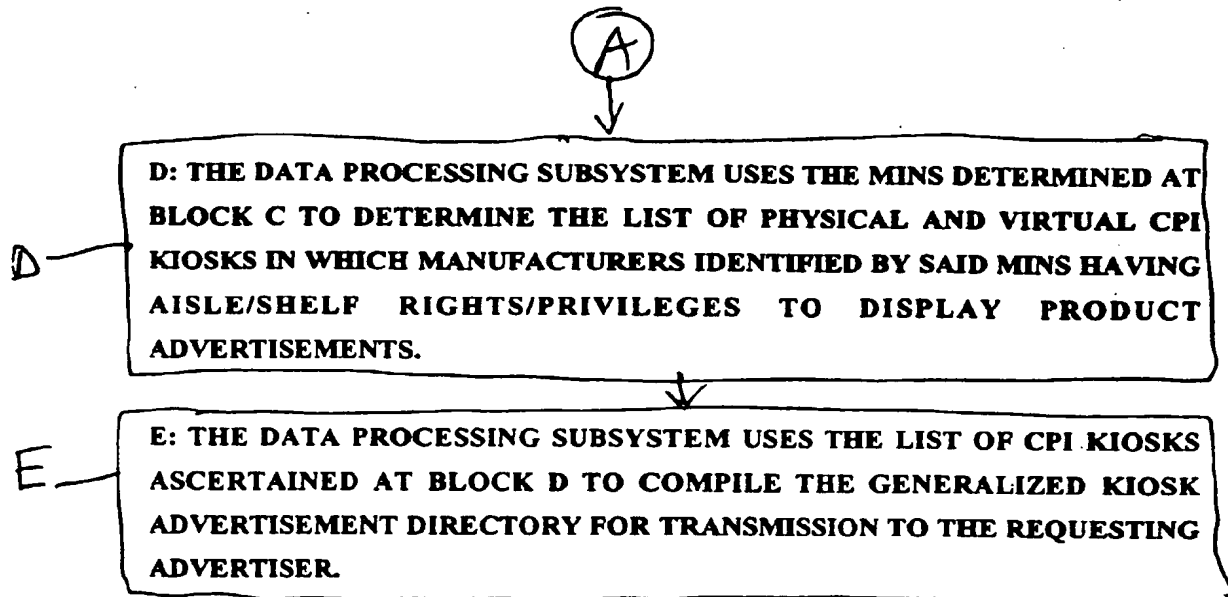 A
D: THE DATA PROCESSING SUBSYSTEM USES THE MINS DETERMINED AT
BLOCK C TO DETERMINE THE LIST OF PHYSICAL AND VIRTUAL CPI
D
KIOSKS IN WHICH MANUFACTURERS IDENTIFIED BY SAID MINS HAVING
AISLE/SHELF RIGHTS/PRIVILEGES TO DISPLAY PRODUCT
ADVERTISEMENTS.
E: THE DATA PROCESSING SUBSYSTEM USES THE LIST OF CPI KIOSKS
E
ASCERTAINED AT BLOCK D TO COMPILE THE GENERALIZED KIOSK
ADVERTISEMENT DIRECTORY FOR TRANSMISSION TO THE REQUESTING
ADVERTISER.